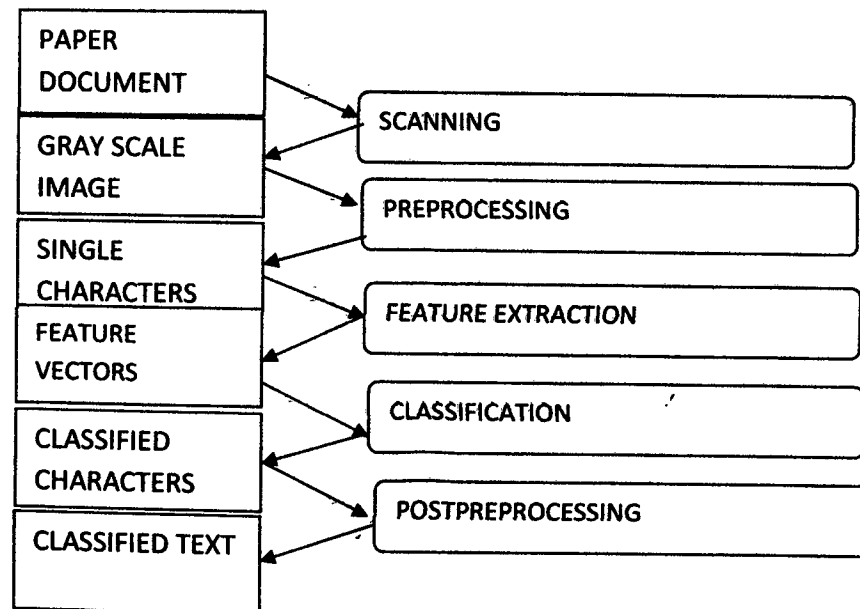 PAPER
DOCUMENT
SCANNING
GRAY SCALE
IMAGE
PREPROCESSING
SINGLE
CHARACTERS
FEATURE EXTRACTION
FEATURE
VECTORS
CLASSIFICATION
CLASSIFIED
CHARACTERS
POSTPREPROCESSING
CLASSIFIED TEXT